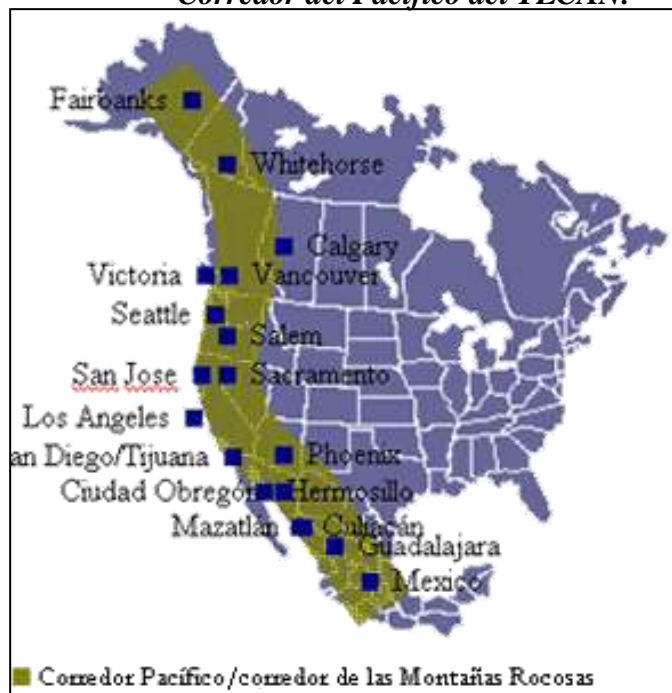 Corredor del Pacífico del TLCAN.
Fairbanks
Whitehorse
Calgary
Victoria Vancouver
Seattle
Salem
San Jose Sacramento
Los Angeles
an Diego/Tijuana Phoenix
Ciudad Obregón Hermosillo
Mazatlán Culiacán
Guadalajara
Mexico
Corredor Pacífico/corredor de las Montañas Rocosas